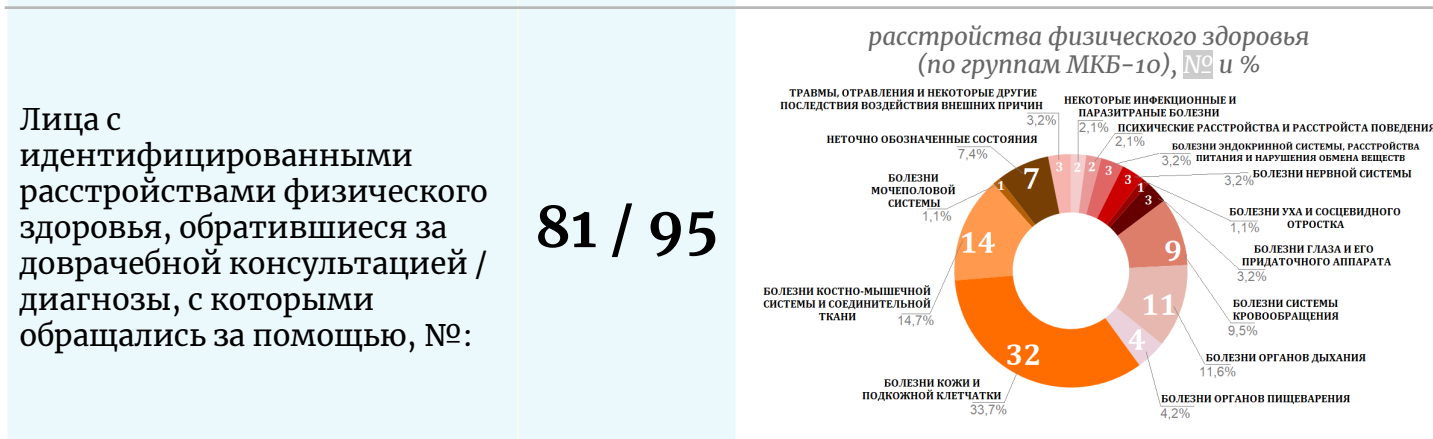 Лица с
идентифицированными
расстройствами физического
здоровья, обратившиеся за
доврачебной консультацией /
диагнозы, с которыми
обращались за помощью, №:
81 / 95
расстройства физического здоровья
(по группам МКБ-10), № и %
ТРАВМЫ, ОТРАВЛЕНИЯ И НЕКОТОРЫЕ ДРУГИЕ
ПОСЛЕДСТВИЯ ВОЗДЕЙСТВИЯ ВНЕШНИХ ПРИЧИН
3,2%
НЕКОТОРЫЕ ИНФЕКЦИОННЫЕ И
ПАРАЗИТРАНЫЕ БОЛЕЗНИ
2,1%
ПСИХИЧЕСКИЕ РАССТРОЙСТВА И РАССТРОЙСТА ПОВЕДЕНИЯ
2,1%
БОЛЕЗНИ ЭНДОКРИННОЙ СИСТЕМЫ, РАССТРОЙСТВА
ПИТАНИЯ И НАРУШЕНИЯ ОБМЕНА ВЕЩЕСТВ
3,2%
БОЛЕЗНИ НЕРВНОЙ СИСТЕМЫ
3,2%
БОЛЕЗНИ УХА И СОСЦЕВИДНОГО
ОТРОСТКА
1,1%
БОЛЕЗНИ ГЛАЗА И ЕГО
ПРИДАТОЧНОГО АППАРАТА
3,2%
БОЛЕЗНИ СИСТЕМЫ
КРОВООБРАЩЕНИЯ
9,5%
БОЛЕЗНИ ОРГАНОВ ДЫХАНИЯ
11,6%
БОЛЕЗНИ ОРГАНОВ ПИЩЕВАРЕНИЯ
4,2%
БОЛЕЗНИ КОЖИ И
ПОДКОЖНОЙ КЛЕТЧАТКИ
33,7%
БОЛЕЗНИ КОСТНО-МЫШЕЧНОЙ
СИСТЕМЫ И СОЕДИНИТЕЛЬНОЙ
ТКАНИ
14,7%
БОЛЕЗНИ
МОЧЕПОЛОВОЙ
СИСТЕМЫ
1,1%
НЕТОЧНО ОБОЗНАЧЕННЫЕ СОСТОЯНИЯ
7,4%
3
2
2
3
3
1
3
9
11
4
32
14
1
7